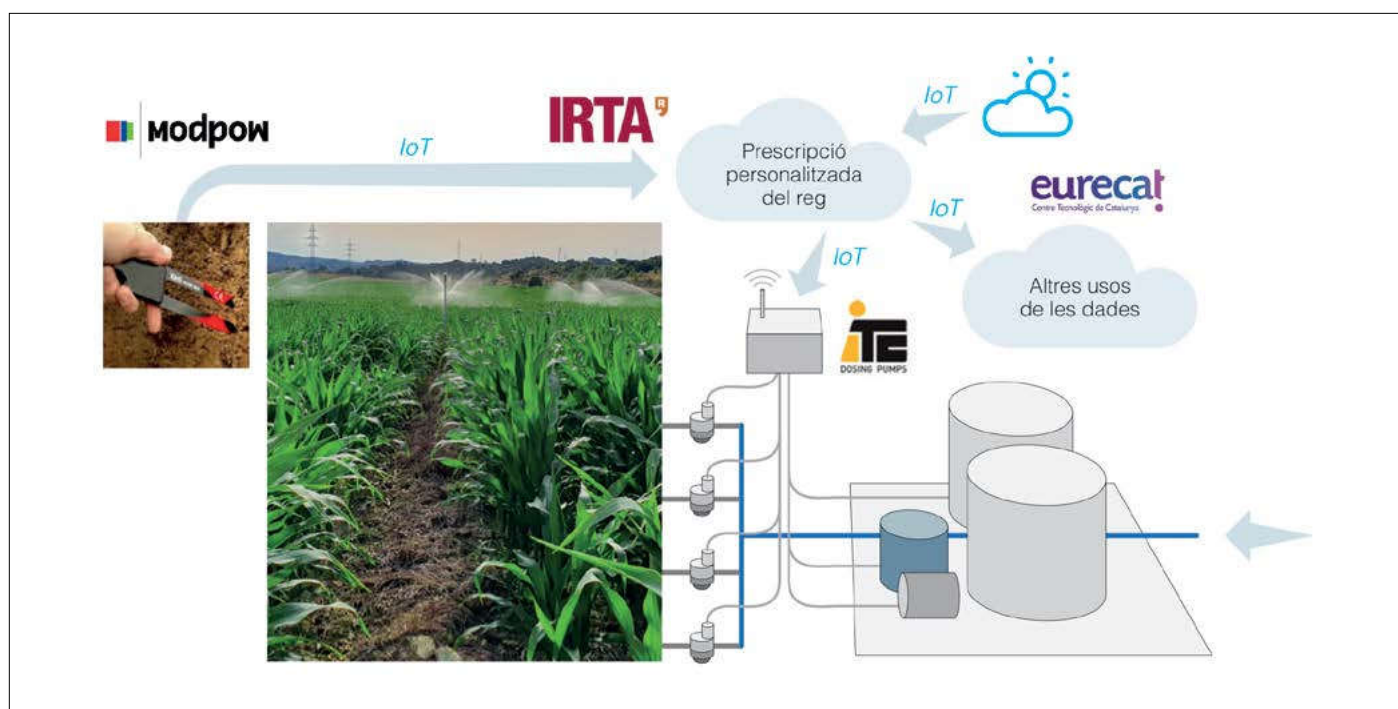 ModPow
IoT
IRTA
R
Prescripció
personalitzada
del reg
IoT
eurecat
Centre Tecnològic de Catalunya
IoT
IoT
Altres usos
de les dades
iTC
DOSING PUMPS